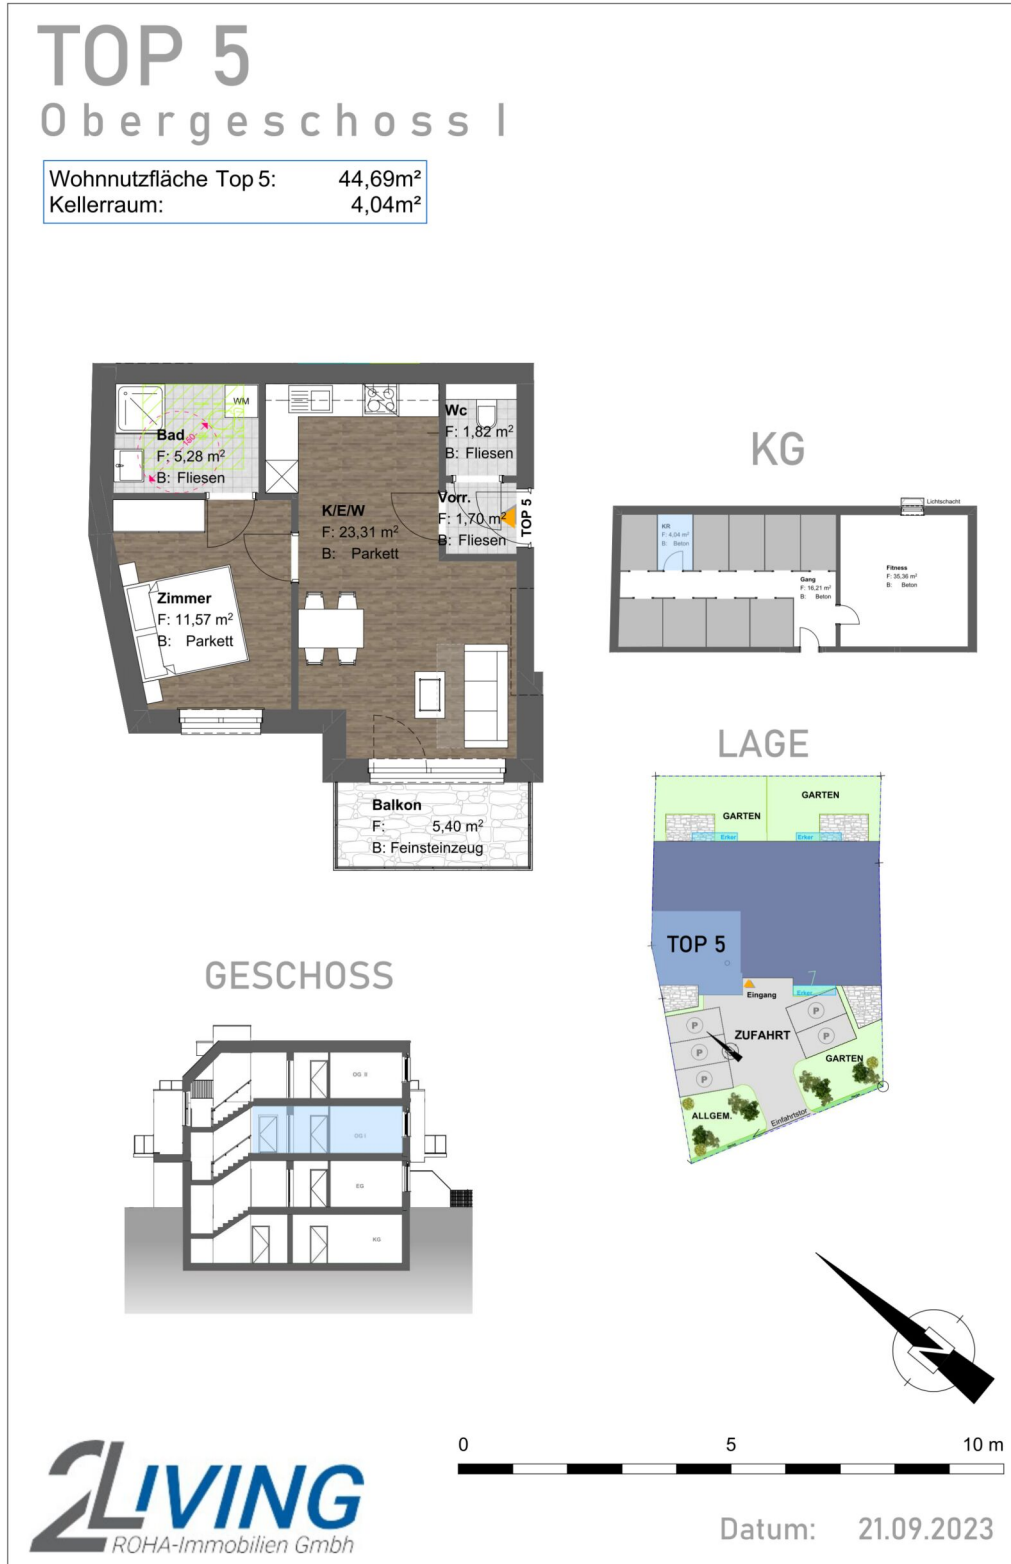 TOP 5
Obergeschoss I
Wohnnutzfläche Top 5: 44,69m²
Kellerraum: 4,04m²
WM
Bad
F: 5,28 m²
B: Fliesen
180
Wc
F: 1,82 m²
B: Fliesen
K/E/W
F: 23,31 m²
B: Parkett
Vorr.
F: 1,70 m²
B: Fliesen
TOP 5
Zimmer
F: 11,57 m²
B: Parkett
Balkon
F: 5,40 m²
B: Feinsteinzeug
KG
Lichtschacht
KR
F: 4,04 m²
B: Beton
Gang
F: 16,21 m²
B: Beton
Fitness
F: 35,36 m²
B: Beton
LAGE
GARTEN
GARTEN
Erker
Erker
TOP 5
Eingang
Erker
ZUFAHRT
P
P
P
P
P
GARTEN
ALLGEM.
Einfahrtstor
GESCHOSS
OG II
OG I
EG
KG
N
0 5 10 m
2LIVING
ROHA-Immobilien Gmbh
Datum: 21.09.2023